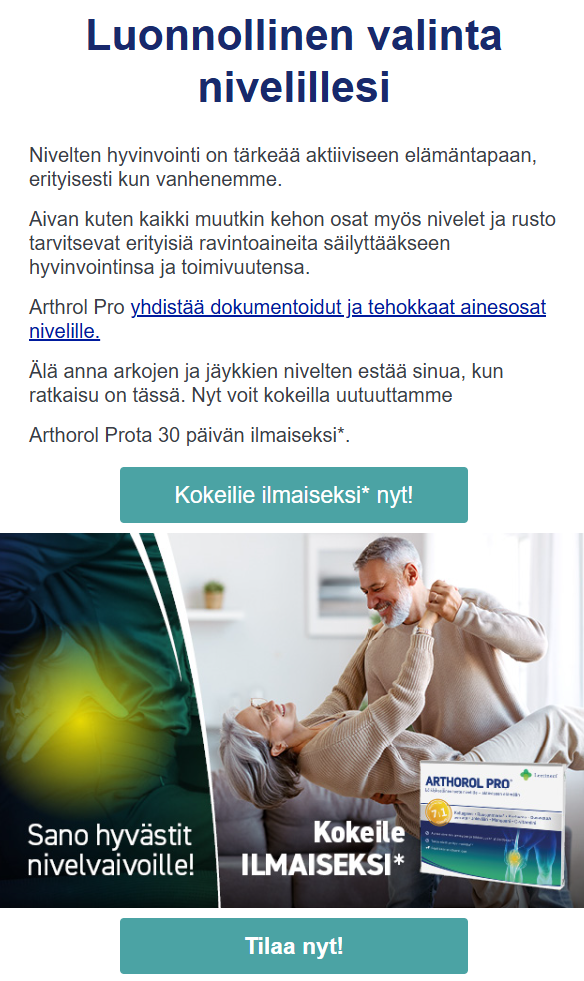 Luonnollinen valinta
nivelillesi
Nivelten hyvinvointi on tärkeää aktiiviseen elämäntapaan,
erityisesti kun vanhenemme.
Aivan kuten kaikki muutkin kehon osat myös nivelet ja rusto
tarvitsevat erityisiä ravintoaineita säilyttääkseen
hyvinvointinsa ja toimivuutensa.
Arthrol Pro yhdistää dokumentoidut ja tehokkaat ainesosat
nivelille.
Älä anna arkojen ja jäykkien nivelten estää sinua, kun
ratkaisu on tässä. Nyt voit kokeilla uutuuttamme
Arthorol Prota 30 päivän ilmaiseksi*.
Kokeilie ilmaiseksi* nyt!
Sano hyvästit
nivelvaivoille!
Kokeile
ILMAISEKSI*
ARTHOROL PRO
7:1
Tilaa nyt!